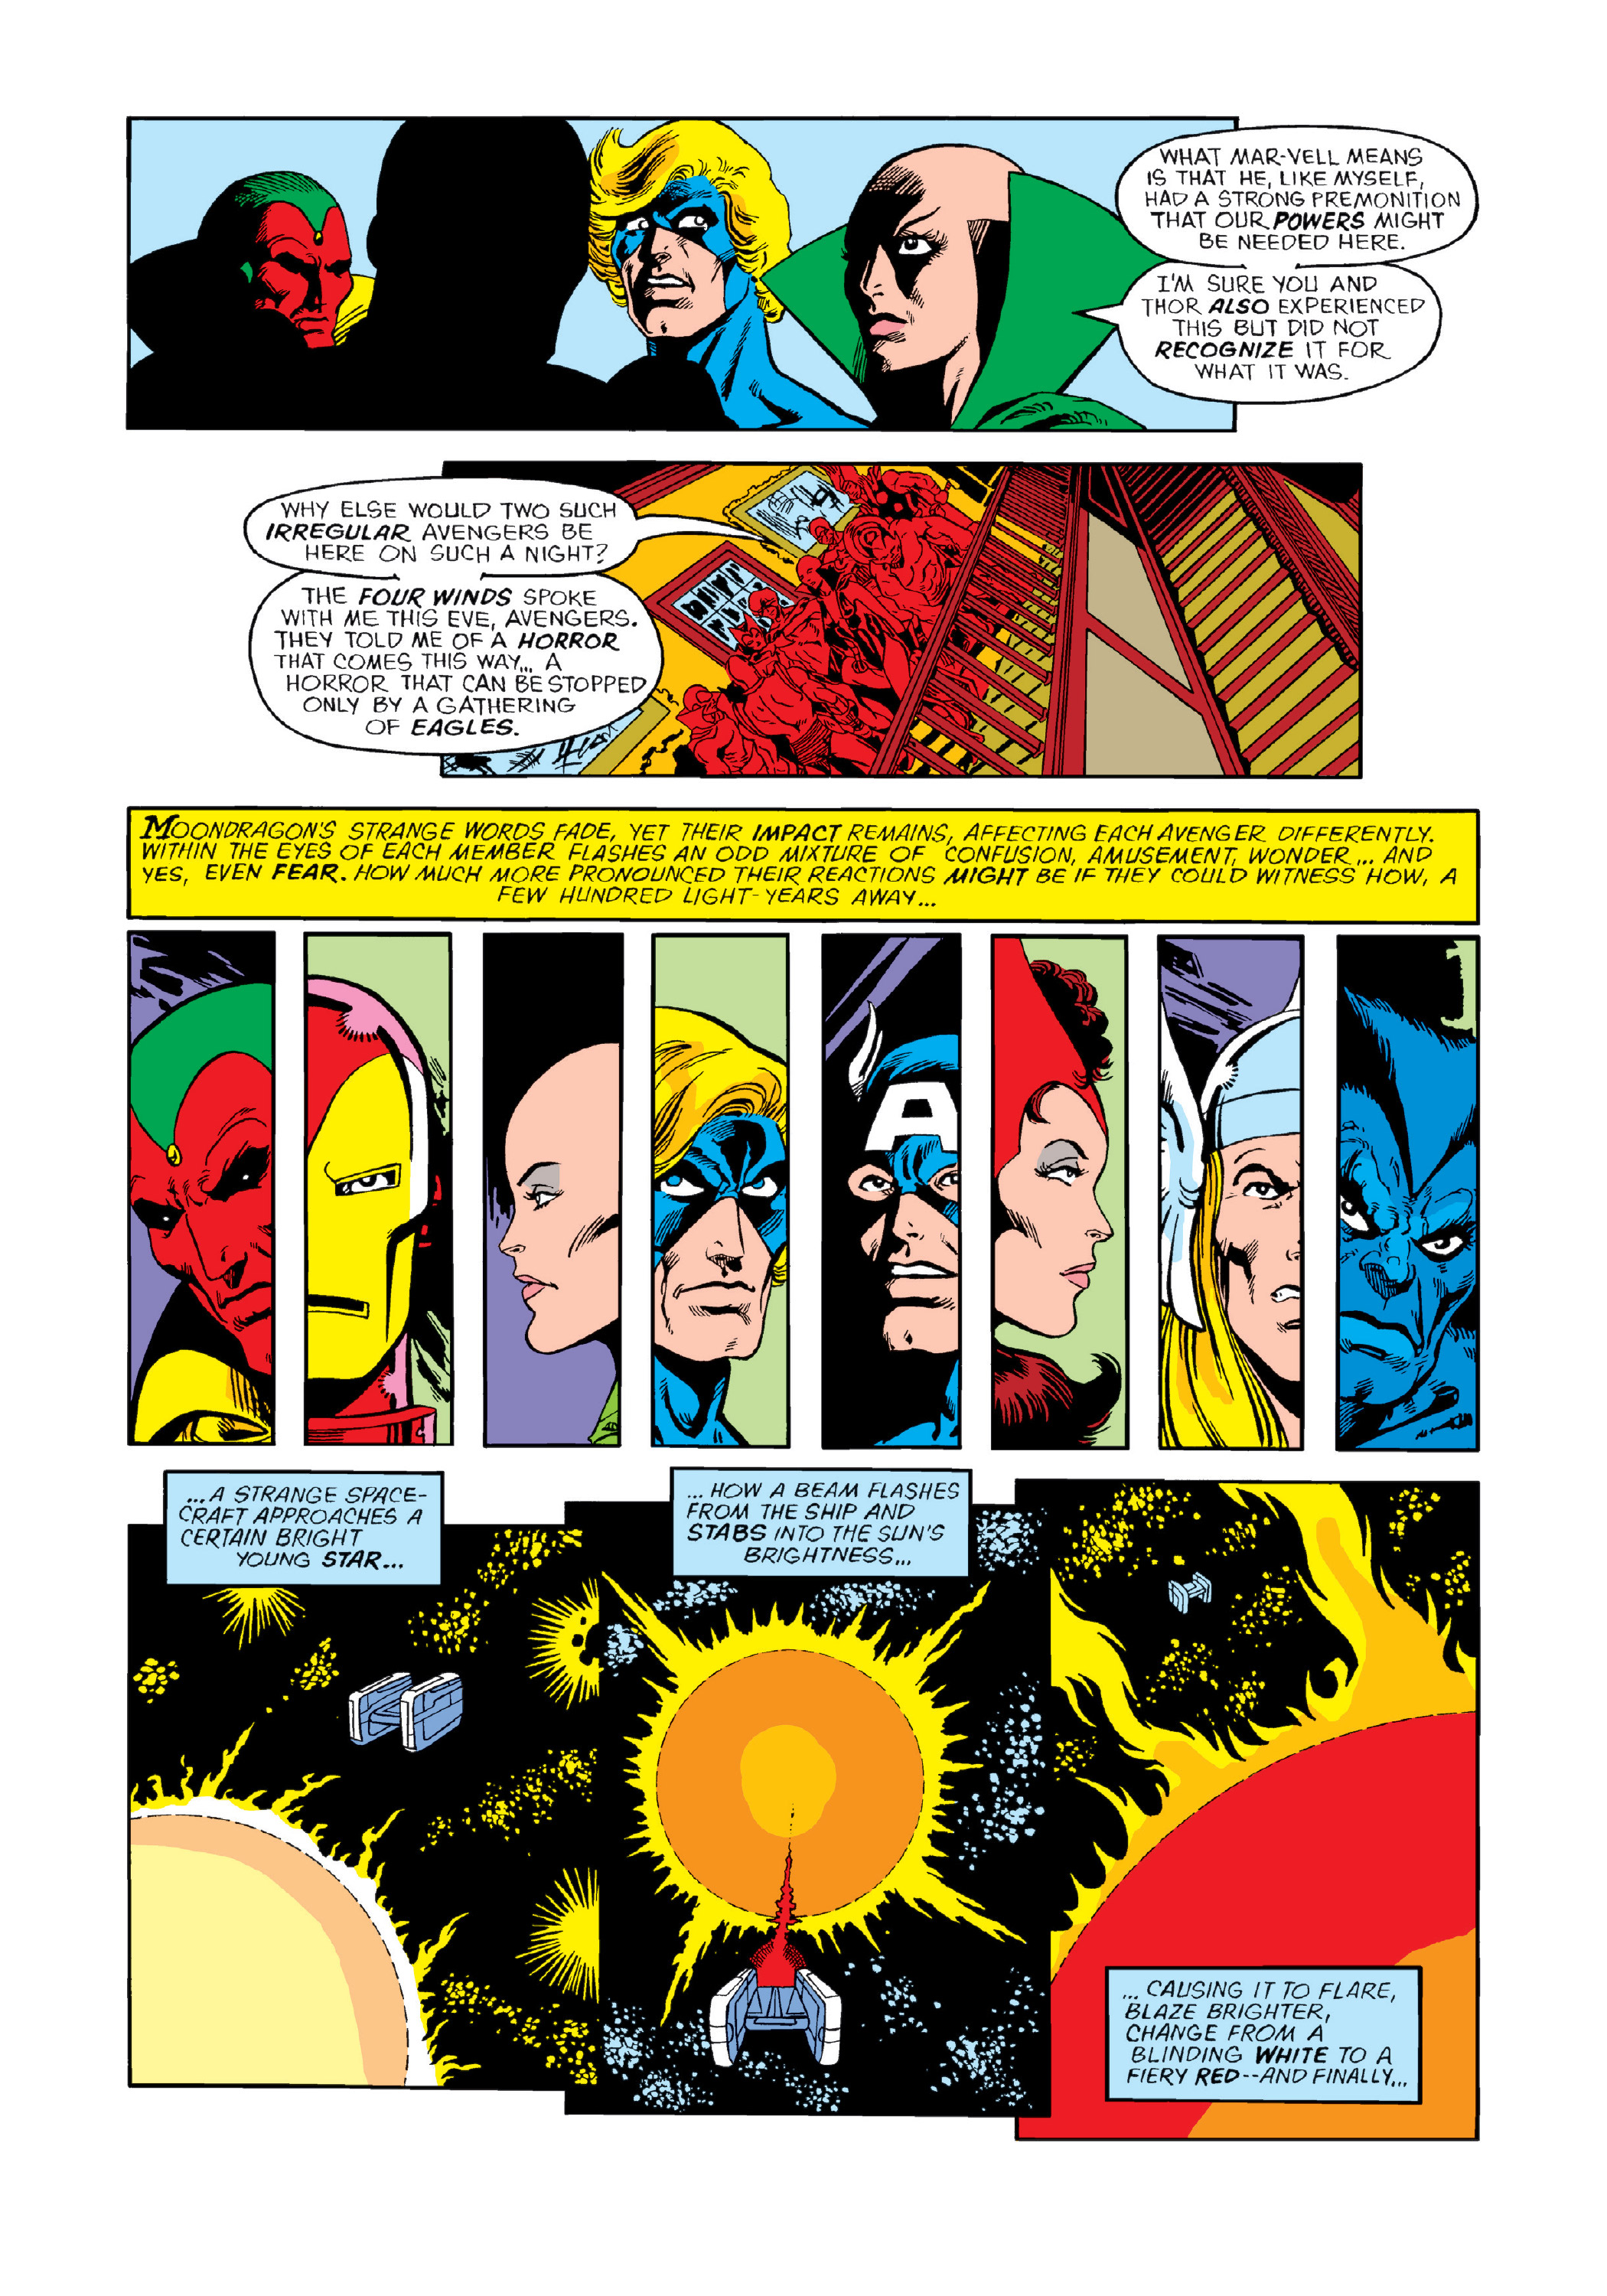 WHAT MAR-VELL MEANS
IS THAT HE, LIKE MYSELF,
HAD A STRONG PREMONITION
THAT OUR POWERS MIGHT
BE NEEDED HERE.
I'M SURE YOU AND
THOR ALSO EXPERIENCED
THIS BUT DID NOT
RECOGNIZE IT FOR
WHAT IT WAS.
WHY ELSE WOULD TWO SUCH
IRREGULAR AVENGERS BE
HERE ON SUCH A NIGHT?
THE FOUR WINDS SPOKE
WITH ME THIS EVE, AVENGERS.
THEY TOLD ME OF A HORROR
THAT COMES THIS WAY... A
HORROR THAT CAN BE STOPPED
ONLY BY A GATHERING
OF EAGLES.
MOONDRAGON'S STRANGE WORDS FADE, YET THEIR IMPACT REMAINS, AFFECTING EACH AVENGER DIFFERENTLY.
WITHIN THE EYES OF EACH MEMBER FLASHES AN ODD MIXTURE OF CONFUSION, AMUSEMENT, WONDER... AND
YES, EVEN FEAR. HOW MUCH MORE PRONOUNCED THEIR REACTIONS MIGHT BE IF THEY COULD WITNESS HOW, A
FEW HUNDRED LIGHT-YEARS AWAY...
A
...A STRANGE SPACE-
CRAFT APPROACHES A
CERTAIN BRIGHT
YOUNG STAR...
... HOW A BEAM FLASHES
FROM THE SHIP AND
STABS INTO THE SUN'S
BRIGHTNESS...
... CAUSING IT TO FLARE,
BLAZE BRIGHTER,
CHANGE FROM A
BLINDING WHITE TO A
FIERY RED--AND FINALLY...